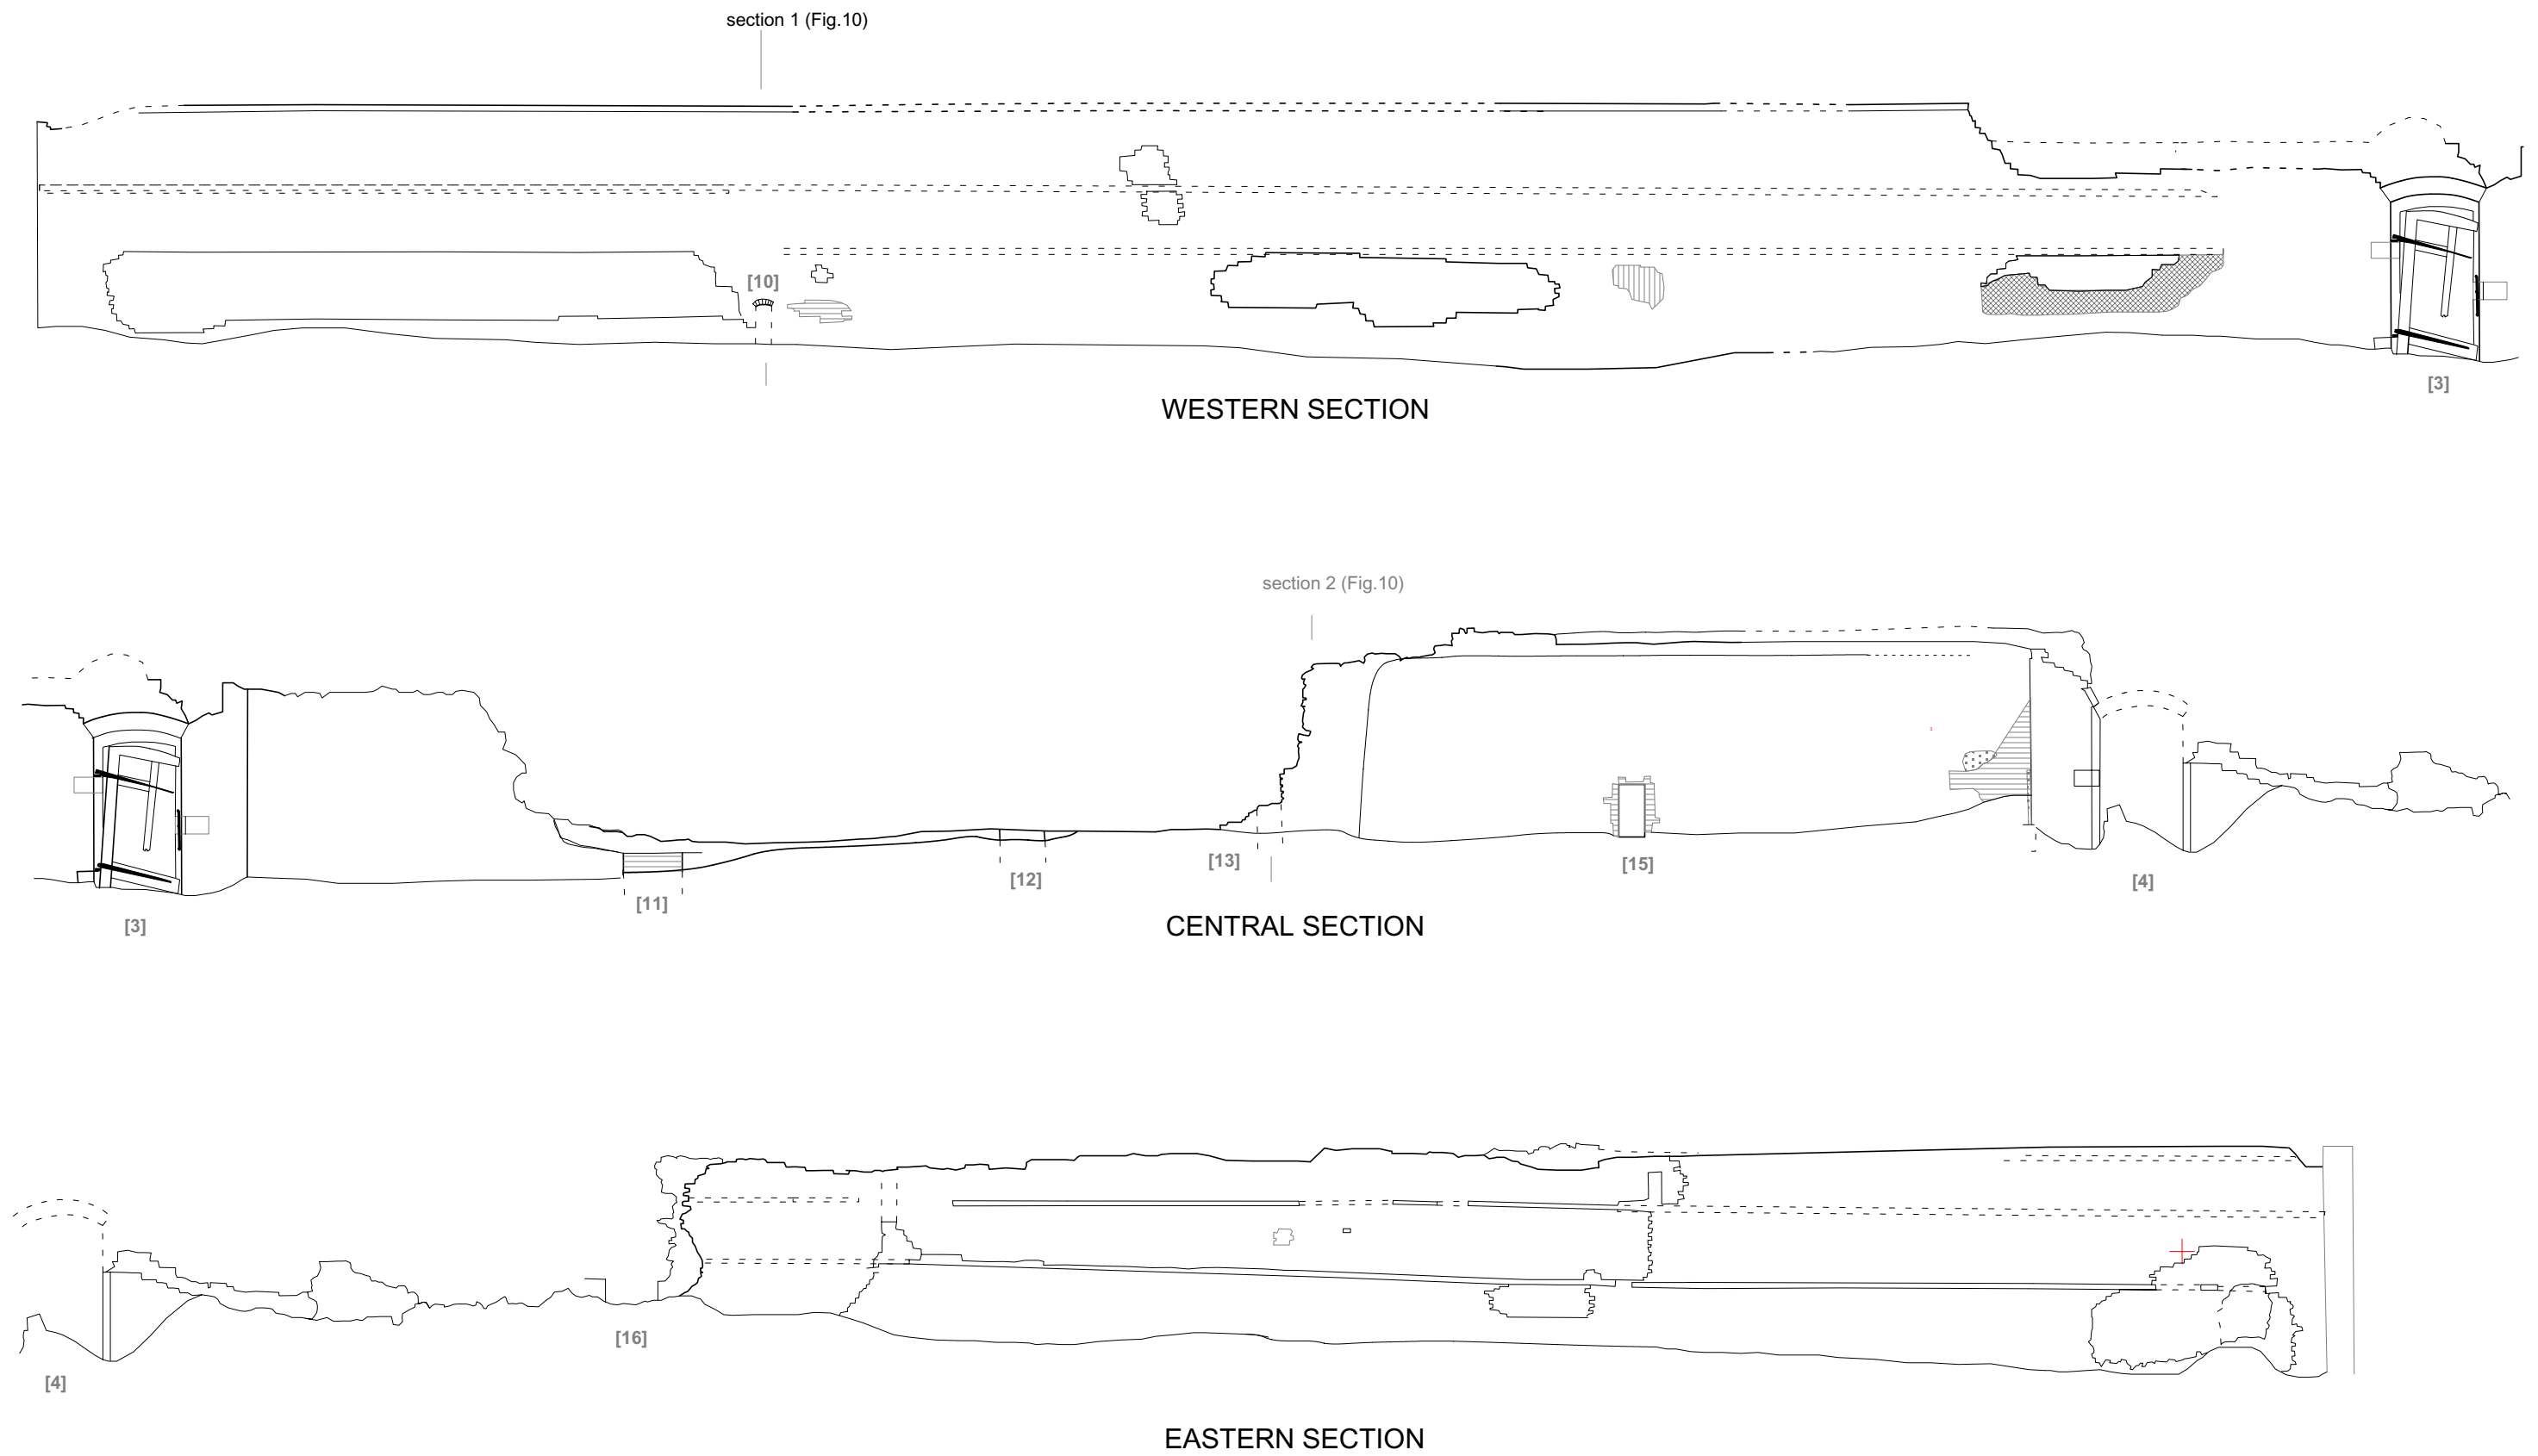 section 1 (Fig.10)
[10]
[3]
WESTERN SECTION
section 2 (Fig.10)
3
[13]
[15]
[12]
[4]
[11]
[3]
CENTRAL SECTION
[16]
[4]
EASTERN SECTION